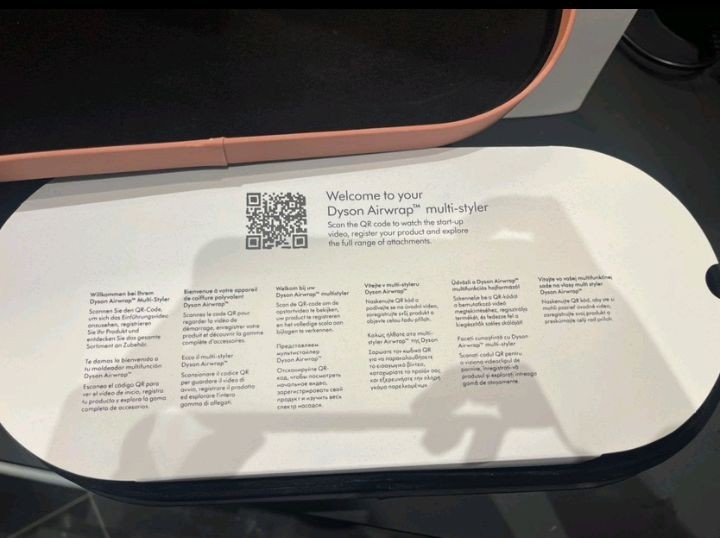 Welcome to your
Dyson Airwrap™ multi-styler
Scan the QR code to watch the start-up
video, register your product and explore
the full range of attachments.
Willkommen bei Ihrem
Dyson Airwrap™ Multi-Styler
Scannen Sie den QR-Code,
um sich das Einführungsvideo
anzusehen, registrieren
Sie Ihr Produkt und
entdecken Sie das gesamte
Sortiment an Zubehör.
Te damos la bienvenida a
tu moldeador multifunción
Dyson Airwrap™
Escanea el código QR para
ver el vídeo de inicio, registra
tu producto y explora la gama
completa de accesorios.
Bienvenue à votre appareil
de coiffure polyvalent
Dyson Airwrap™
Scannez le code QR pour
regarder la vidéo de
démarrage, enregistrer votre
produit et découvrir la gamme
complète d'accessoires.
Ecco il multi-styler
Dyson Airwrap™
Scansionare il codice QR
per guardare il video di
avvio, registrare il prodotto
ed esplorare l'intera
gamma di allegati.
Welkom bij uw
Dyson Airwrap™ multistyler
Scan de QR-code om de
opstartvideo te bekijken,
uw product te registreren
en het volledige scala aan
bijlagen te verkennen.
Представляем
мультистайлер
Dyson Airwrap™
Отсканируйте QR-
код, чтобы посмотреть
начальное видео,
зарегистрировать свой
продукт и изучить весь
спектр насадок.
Vítejte v multi-styleru
Dyson Airwrap™
Naskenujte QR kód a
podívejte se na úvodní video,
zaregistrujte svůj produkt a
objevte celou řadu příloh.
Καλώς ήλθατε στο multi-
styler Airwrap™ της Dyson
Σαρώστε τον κωδικό QR
για να παρακολουθήσετε
το εισαγωγικό βίντεο,
καταχωρίστε το προϊόν σας
και εξερευνήστε την πλήρη
γκάμα παρελκομένων.
Üdvözli a Dyson Airwrap™
multifunkciós hajformázó!
Szkennelje be a QR-kódot
a bemutatkozó videó
megtekintéséhez, regisztrálja
termékét, és fedezze fel a
kiegészítők széles skáláját!
Faceți cunoștință cu multi-
styler Dyson Airwrap™
Scanați codul QR pentru
a viziona videoclipul de
pornire, înregistrați-vă
produsul și explorați întreaga
gamă de atașamente.
Vitajte vo vašej multifunkčnej
sade na vlasy multi styler
Dyson Airwrap™
Naskenujte QR kód, aby ste si
mohli pozrieť úvodné video,
zaregistrujte svoj produkt a
preskúmajte celý rad príloh.